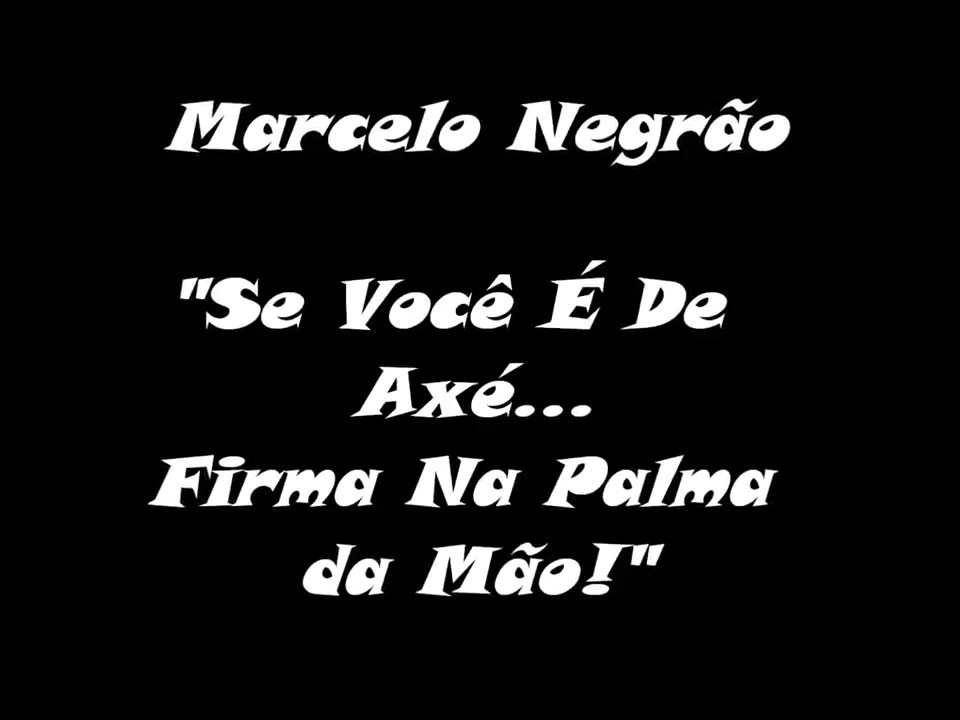 Marcelo Negrão
"Se Você É De
Axé...
Firma Na Palma
da Mão!"